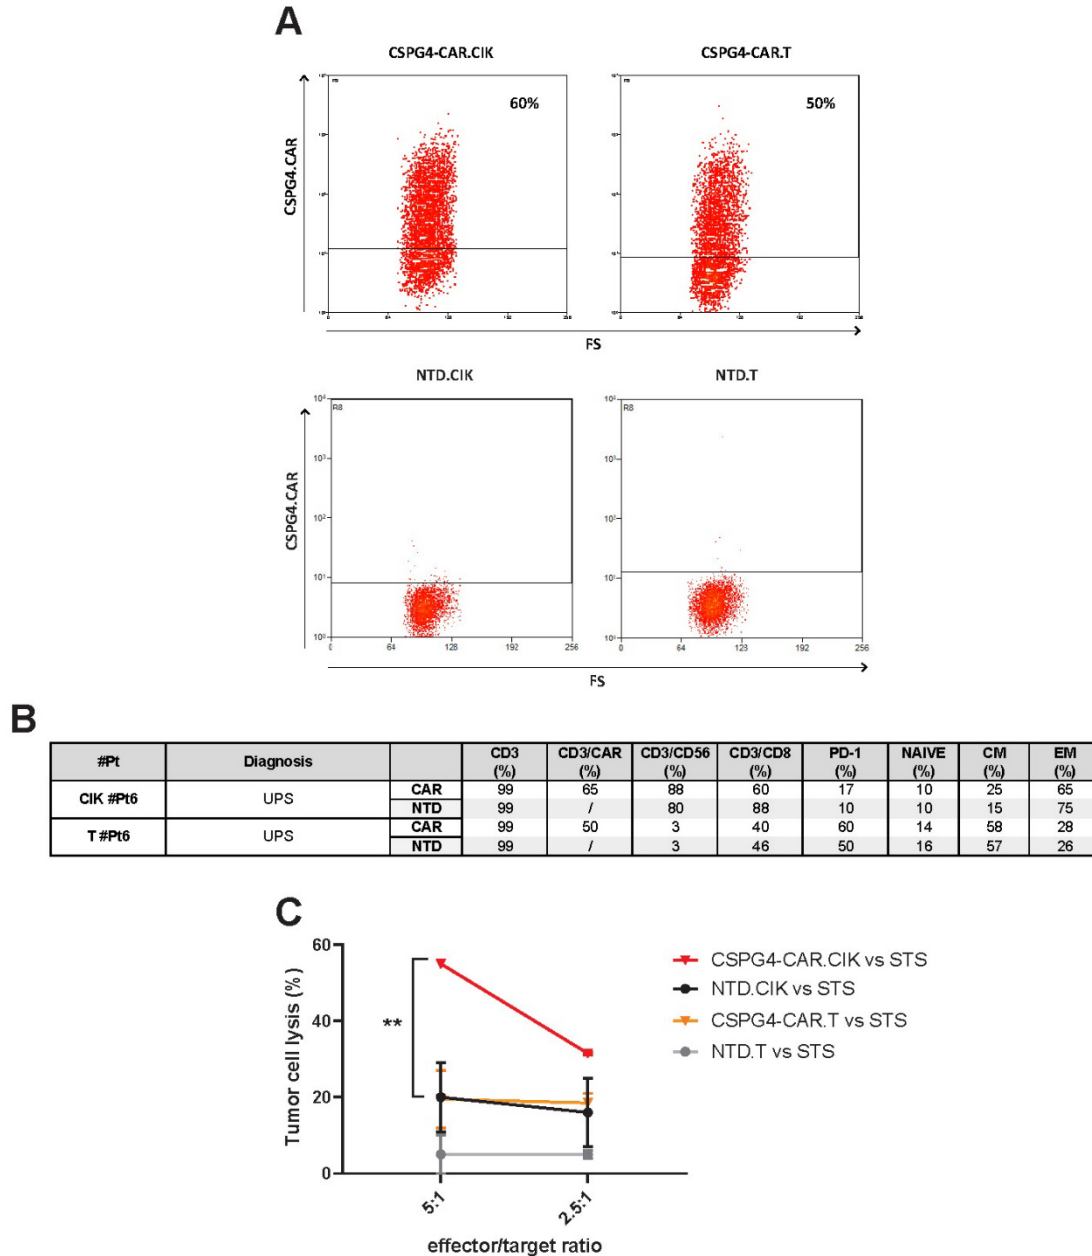 A
CSPG4-CAR.CIK
CSPG4-CAR.T
60%
50%
CSPG4.CAR
FS
NTD.CIK
NTD.T
CSPG4.CAR
R8
R8
10⁴
10³
10²
10¹
10⁰
0 64 128 192 256
0 64 128 192 256
FS
B
#Pt Diagnosis CD3 (%) CD3/CAR (%) CD3/CD56 (%) CD3/CD8 (%) PD-1 (%) NAIVE (%) CM (%) EM (%)
CIK #Pt6 UPS CAR 99 65 88 60 17 10 25 65
NTD 99 / 80 88 10 10 15 75
T #Pt6 UPS CAR 99 50 3 40 60 14 58 28
NTD 99 / 3 46 50 16 57 26
C
Tumor cell lysis (%)
60
40
20
0
**
5:1
2.5:1
effector/target ratio
CSPG4-CAR.CIK vs STS
NTD.CIK vs STS
CSPG4-CAR.T vs STS
NTD.T vs STS